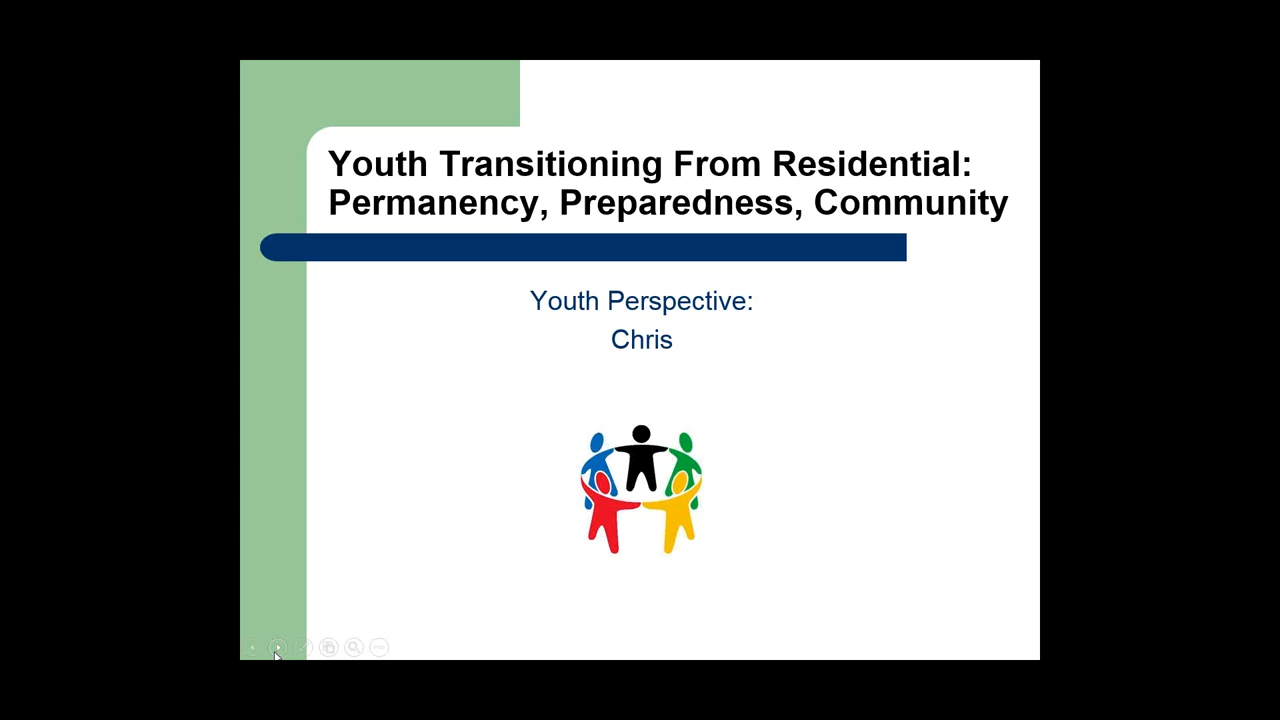 Youth Transitioning From Residential:
Permanency, Preparedness, Community
Youth Perspective:
Chris